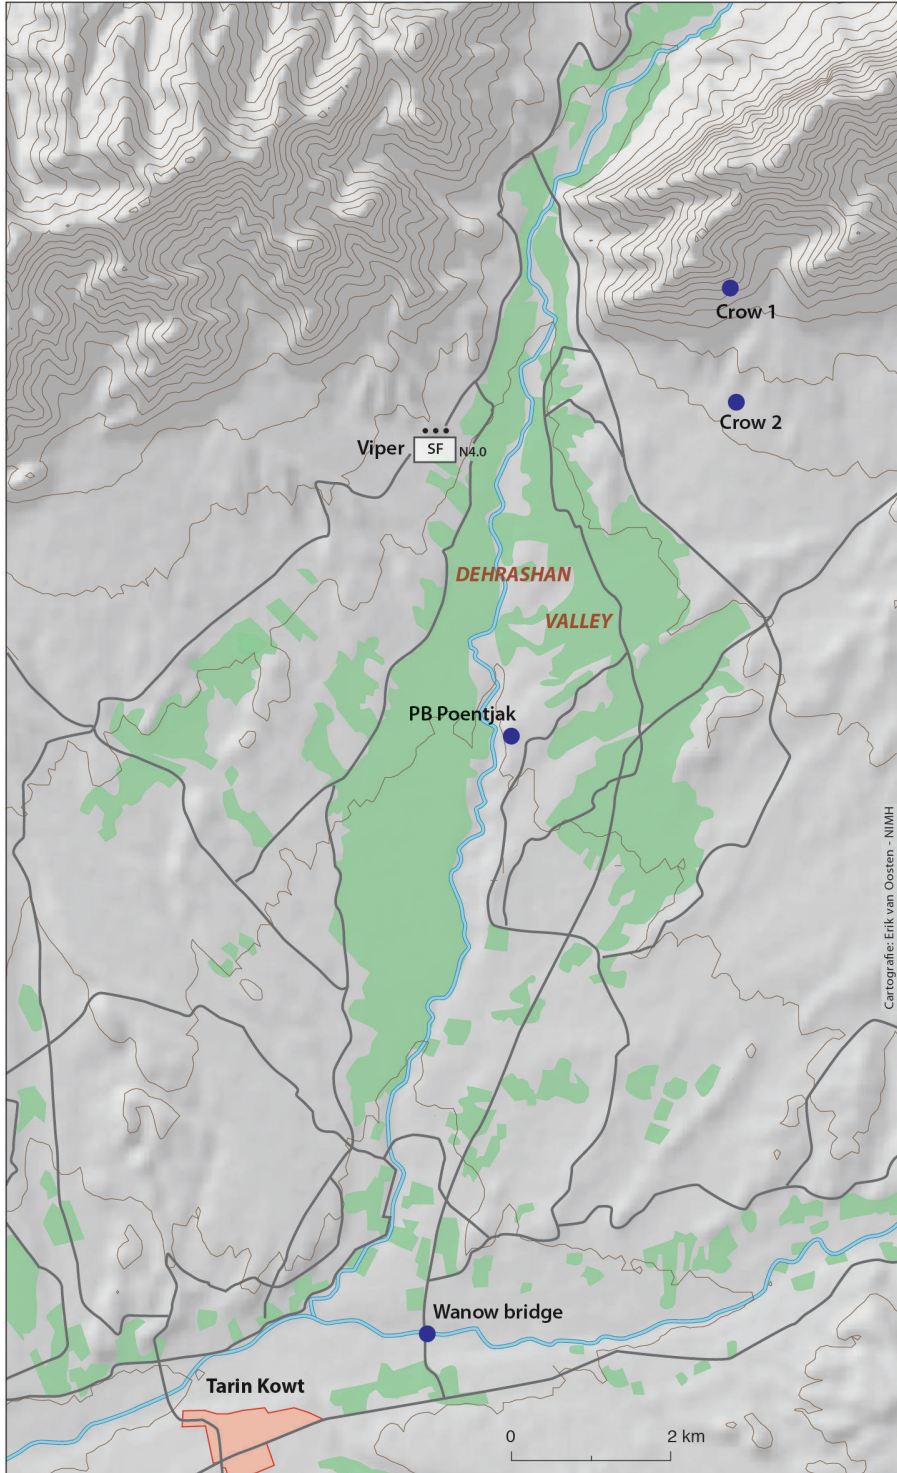 Crow 1
Crow 2
Viper
SF
N4.0
DEHRASHAN
VALLEY
PB Poentjak
Cartografie: Erik van Oosten - NIMH
Wanow bridge
Tarin Kowt
0
2 km